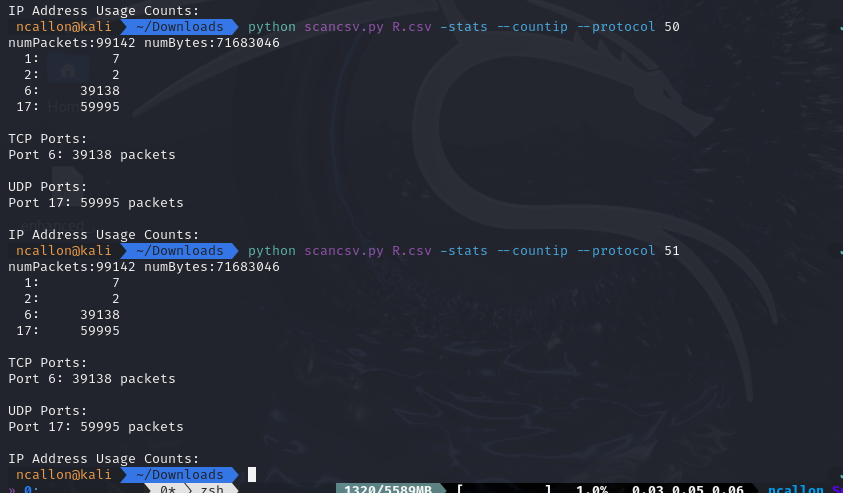 IP Address Usage Counts:
ncallon@kali ~/Downloads python scancsv.py R.csv -stats --countip --protocol 50
numPackets:99142 numBytes:71683046
1: 7
2: 2
6: 39138
17: 59995
TCP Ports:
Port 6: 39138 packets
UDP Ports:
Port 17: 59995 packets
IP Address Usage Counts:
ncallon@kali ~/Downloads python scancsv.py R.csv -stats --countip --protocol 51
numPackets:99142 numBytes:71683046
1: 7
2: 2
6: 39138
17: 59995
TCP Ports:
Port 6: 39138 packets
UDP Ports:
Port 17: 59995 packets
IP Address Usage Counts:
ncallon@kali ~/Downloads
» 0: 0* zsh 1320/5589MB [ ] 1.0% 0.03 0.05 0.06 ncallon